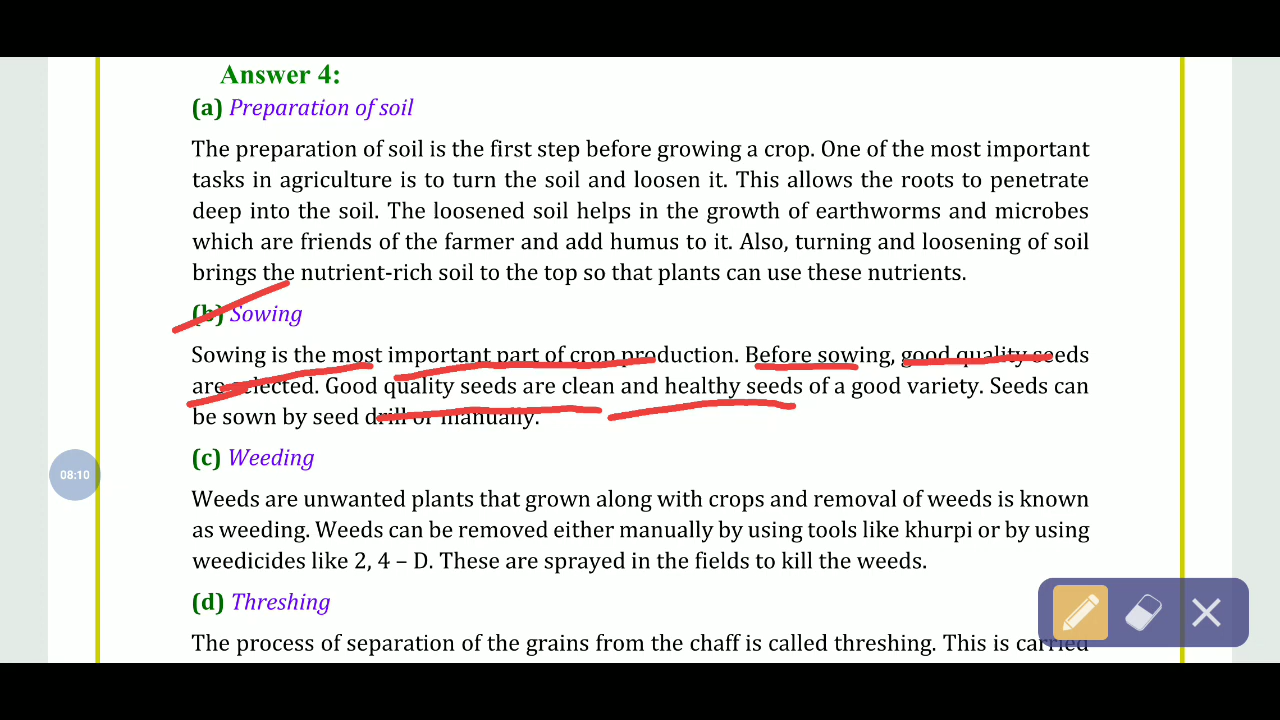 Answer 4:
(a) Preparation of soil
The preparation of soil is the first step before growing a crop. One of the most important
tasks in agriculture is to turn the soil and loosen it. This allows the roots to penetrate
deep into the soil. The loosened soil helps in the growth of earthworms and microbes
which are friends of the farmer and add humus to it. Also, turning and loosening of soil
brings the nutrient-rich soil to the top so that plants can use these nutrients.
(b) Sowing
Sowing is the most important part of crop production. Before sowing, good quality seeds
are selected. Good quality seeds are clean and healthy seeds of a good variety. Seeds can
be sown by seed drill or manually.
(c) Weeding
08:10
Weeds are unwanted plants that grown along with crops and removal of weeds is known
as weeding. Weeds can be removed either manually by using tools like khurpi or by using
weedicides like 2, 4 – D. These are sprayed in the fields to kill the weeds.
(d) Threshing
The process of separation of the grains from the chaff is called threshing. This is carried